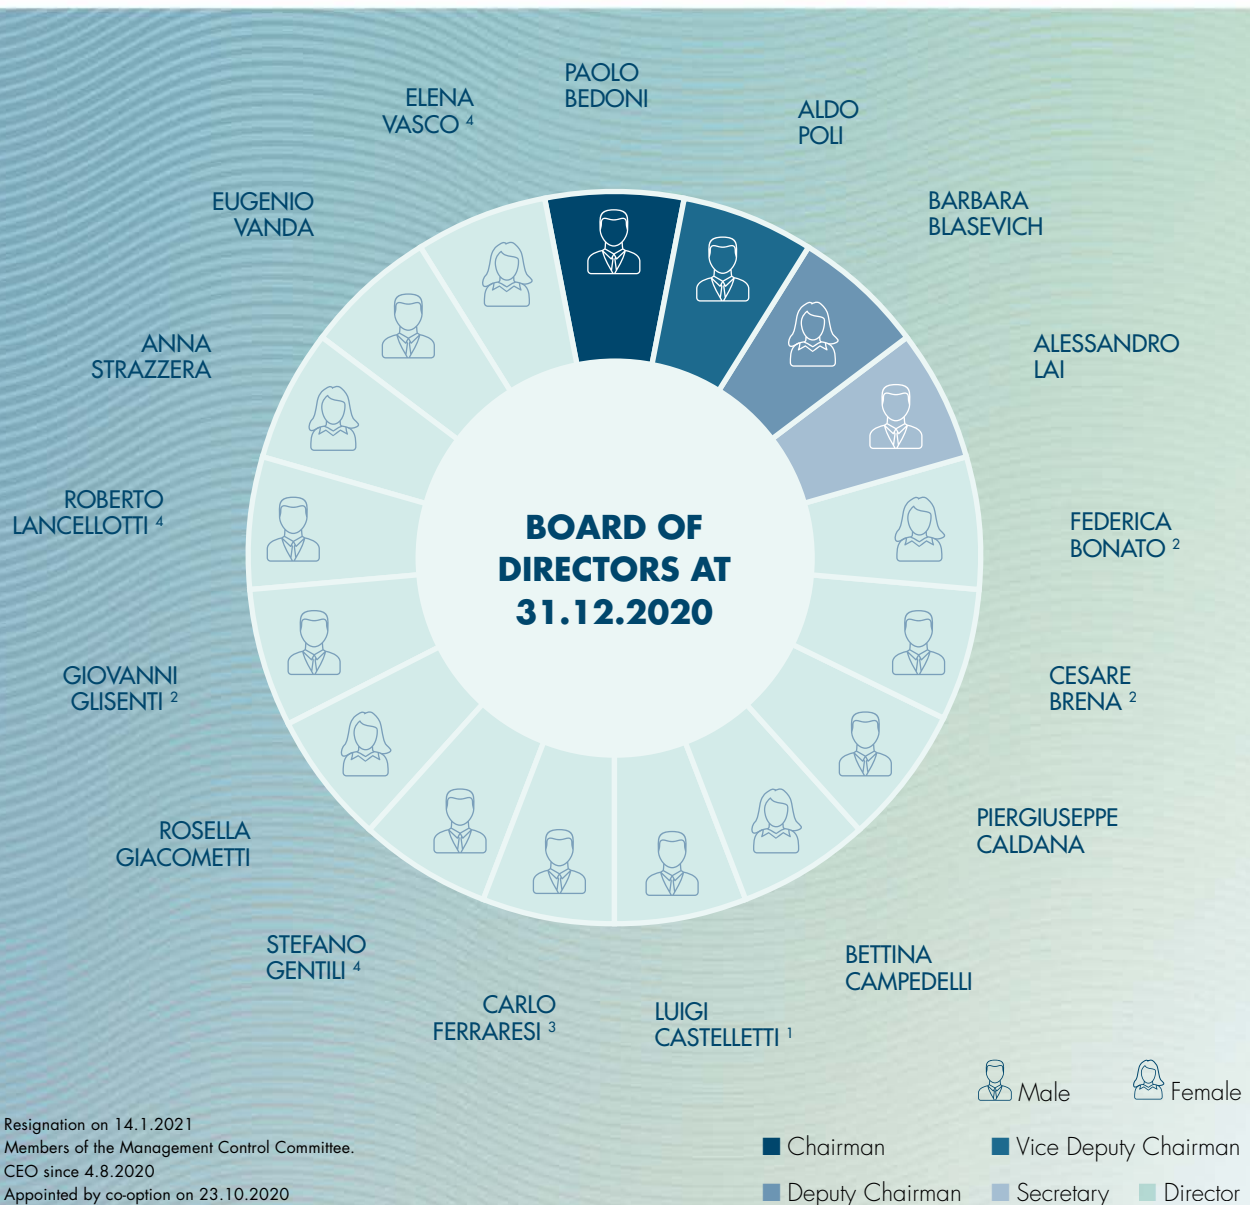 PAOLO
BEDONI
ELENA
VASCO 4
ALDO
POLI
EUGENIO
VANDA
BARBARA
BLASEVICH
ANNA
STRAZZERA
ALESSANDRO
LAI
ROBERTO
LANCELLOTTI 4
BOARD OF
DIRECTORS AT
31.12.2020
FEDERICA
BONATO 2
GIOVANNI
GLISENTI 2
CESARE
BRENA 2
ROSELLA
GIACOMETTI
PIERGIUSEPPE
CALDANA
STEFANO
GENTILI 4
BETTINA
CAMPEDELLI
CARLO
FERRARESI 3
LUIGI
CASTELLETTI 1
Male
Female
Resignation on 14.1.2021
Members of the Management Control Committee.
CEO since 4.8.2020
Appointed by co-option on 23.10.2020
Chairman
Vice Deputy Chairman
Deputy Chairman
Secretary
Director